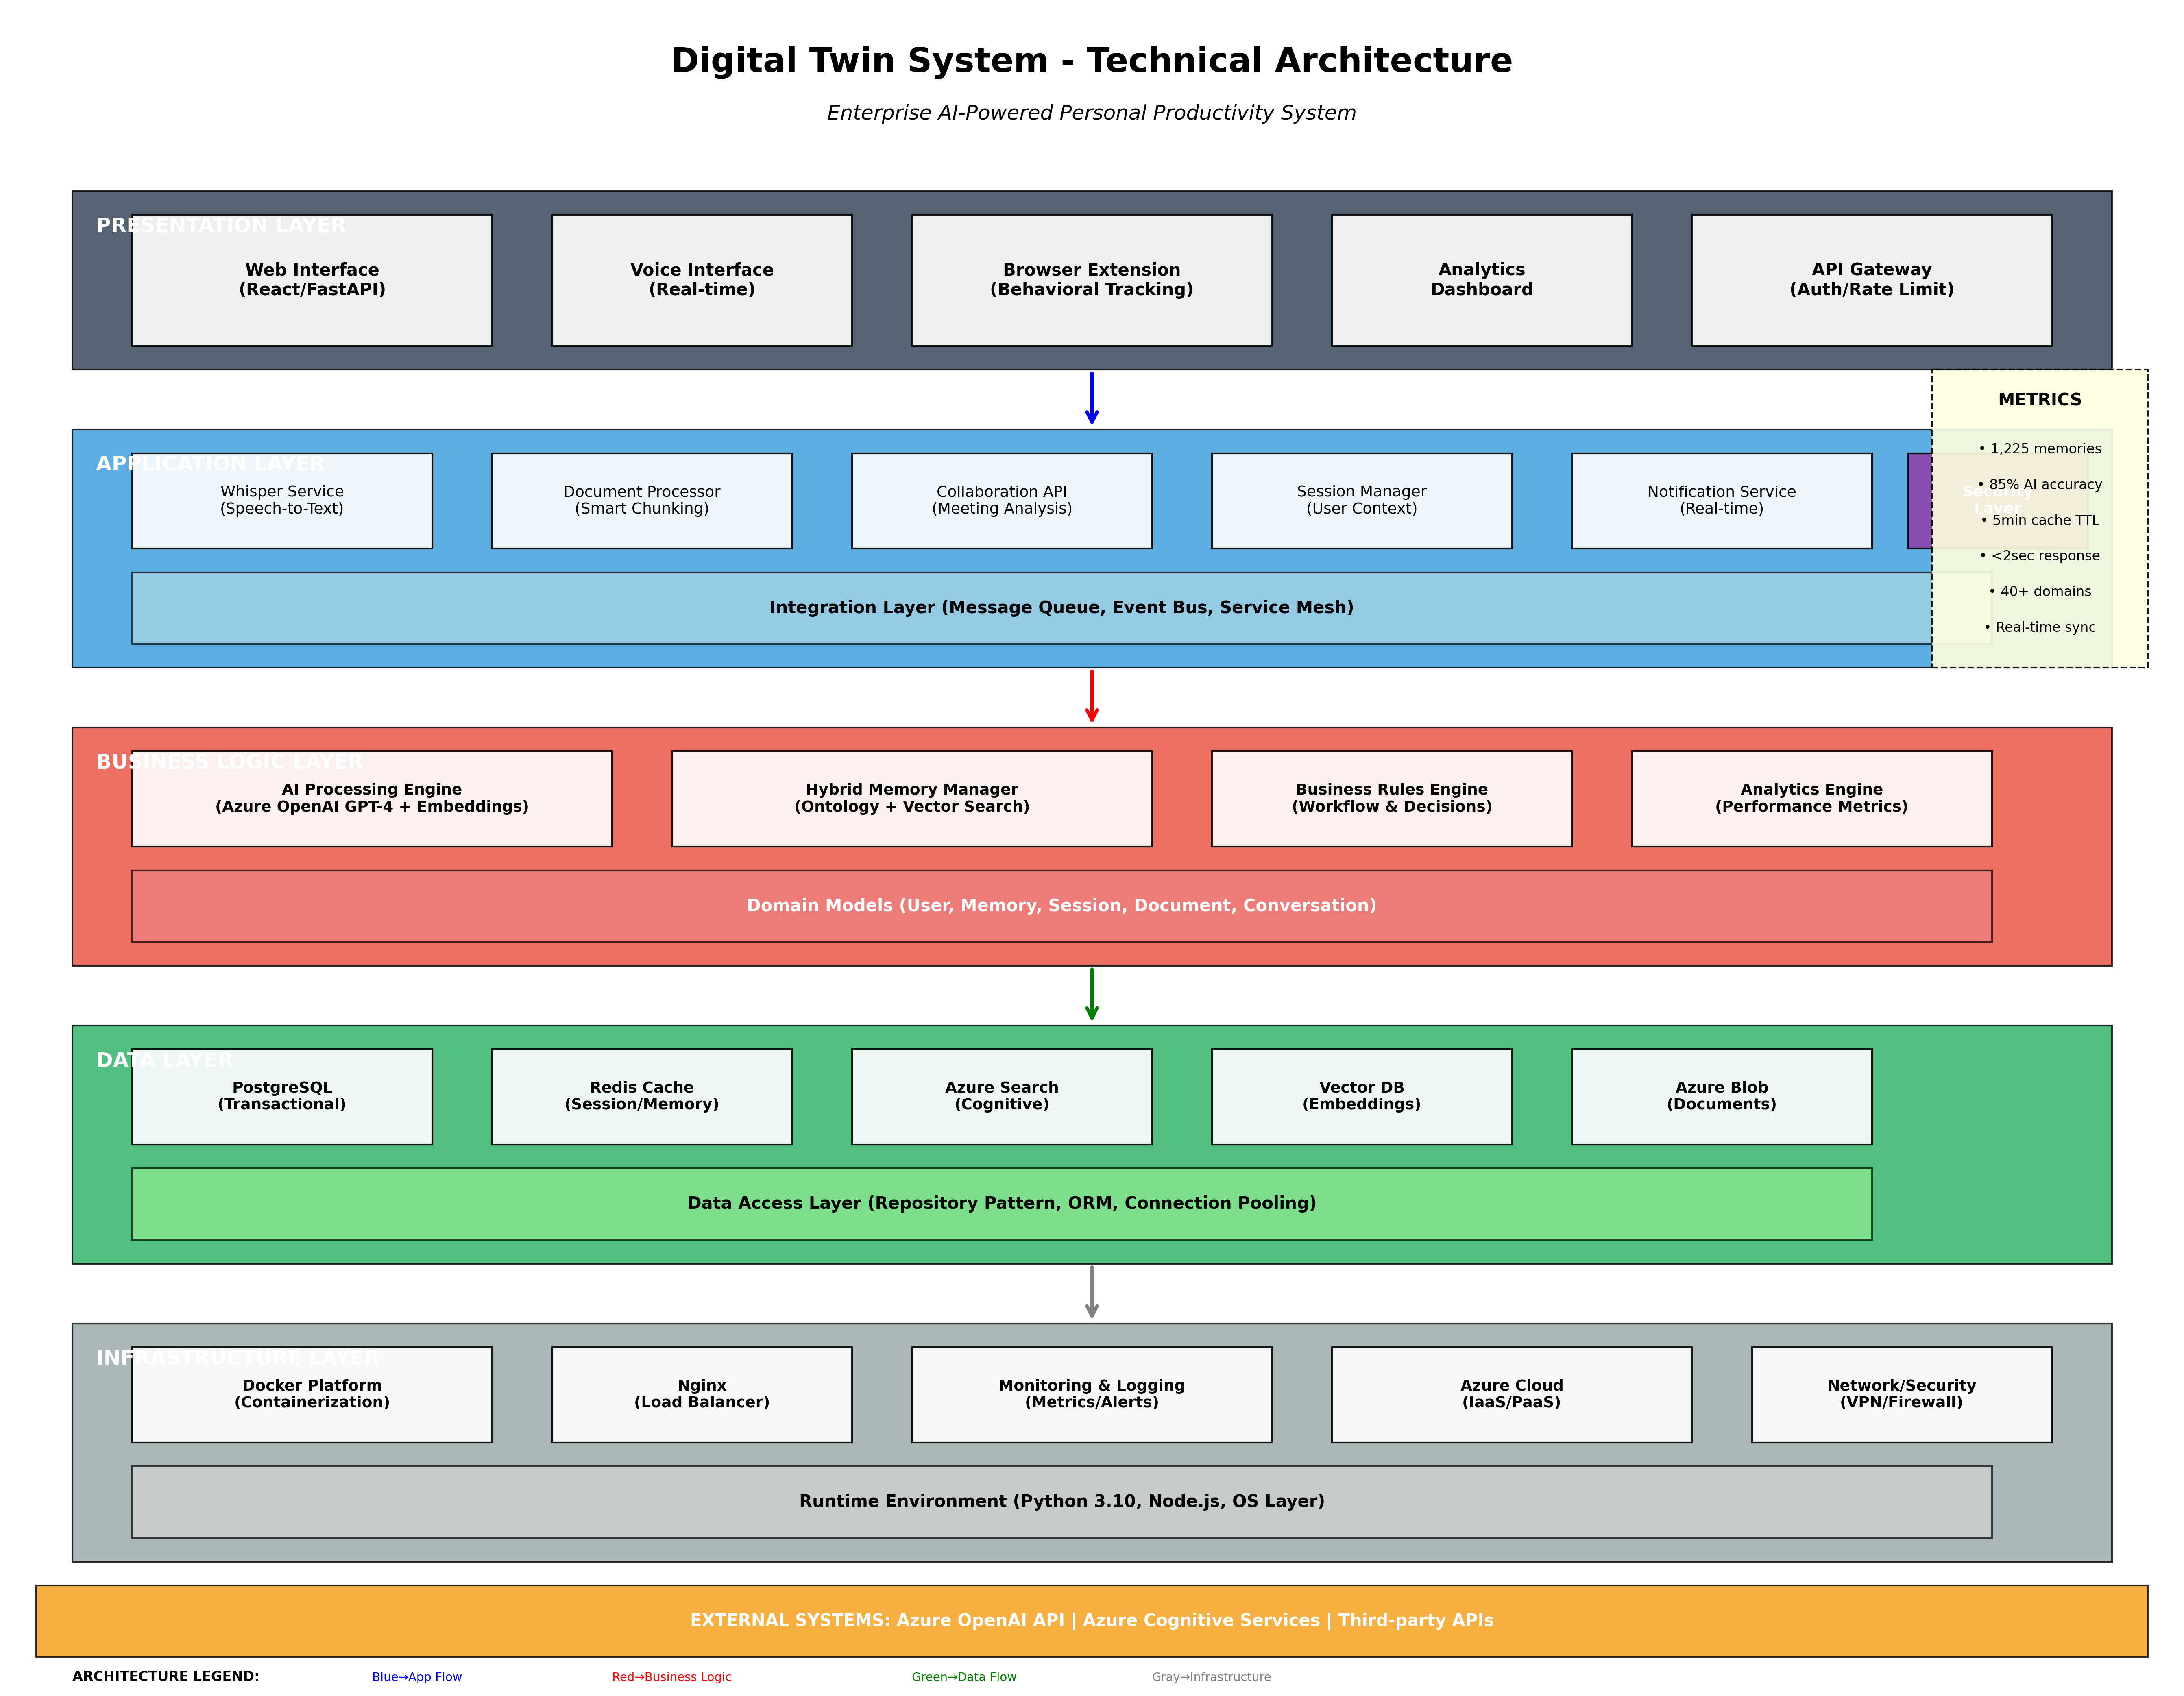 Digital Twin System - Technical Architecture
Enterprise AI-Powered Personal Productivity System
PRESENTATION LAYER
Web Interface
(React/FastAPI)
Voice Interface
(Real-time)
Browser Extension
(Behavioral Tracking)
Analytics
Dashboard
API Gateway
(Auth/Rate Limit)
METRICS
• 1,225 memories
• 85% AI accuracy
• 5min cache TTL
• <2sec response
• 40+ domains
• Real-time sync
APPLICATION LAYER
Whisper Service
(Speech-to-Text)
Document Processor
(Smart Chunking)
Collaboration API
(Meeting Analysis)
Session Manager
(User Context)
Notification Service
(Real-time)
Security
Layer
Integration Layer (Message Queue, Event Bus, Service Mesh)
BUSINESS LOGIC LAYER
AI Processing Engine
(Azure OpenAI GPT-4 + Embeddings)
Hybrid Memory Manager
(Ontology + Vector Search)
Business Rules Engine
(Workflow & Decisions)
Analytics Engine
(Performance Metrics)
Domain Models (User, Memory, Session, Document, Conversation)
DATA LAYER
PostgreSQL
(Transactional)
Redis Cache
(Session/Memory)
Azure Search
(Cognitive)
Vector DB
(Embeddings)
Azure Blob
(Documents)
Data Access Layer (Repository Pattern, ORM, Connection Pooling)
INFRASTRUCTURE LAYER
Docker Platform
(Containerization)
Nginx
(Load Balancer)
Monitoring & Logging
(Metrics/Alerts)
Azure Cloud
(IaaS/PaaS)
Network/Security
(VPN/Firewall)
Runtime Environment (Python 3.10, Node.js, OS Layer)
EXTERNAL SYSTEMS: Azure OpenAI API | Azure Cognitive Services | Third-party APIs
ARCHITECTURE LEGEND:
Blue→App Flow
Red→Business Logic
Green→Data Flow
Gray→Infrastructure